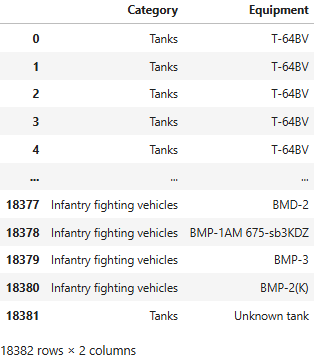 Category Equipment
0 Tanks T-64BV
1 Tanks T-64BV
2 Tanks T-64BV
3 Tanks T-64BV
4 Tanks T-64BV
... ... ...
18377 Infantry fighting vehicles BMD-2
18378 Infantry fighting vehicles BMP-1AM 675-sb3KDZ
18379 Infantry fighting vehicles BMP-3
18380 Infantry fighting vehicles BMP-2(K)
18381 Tanks Unknown tank
18382 rows × 2 columns